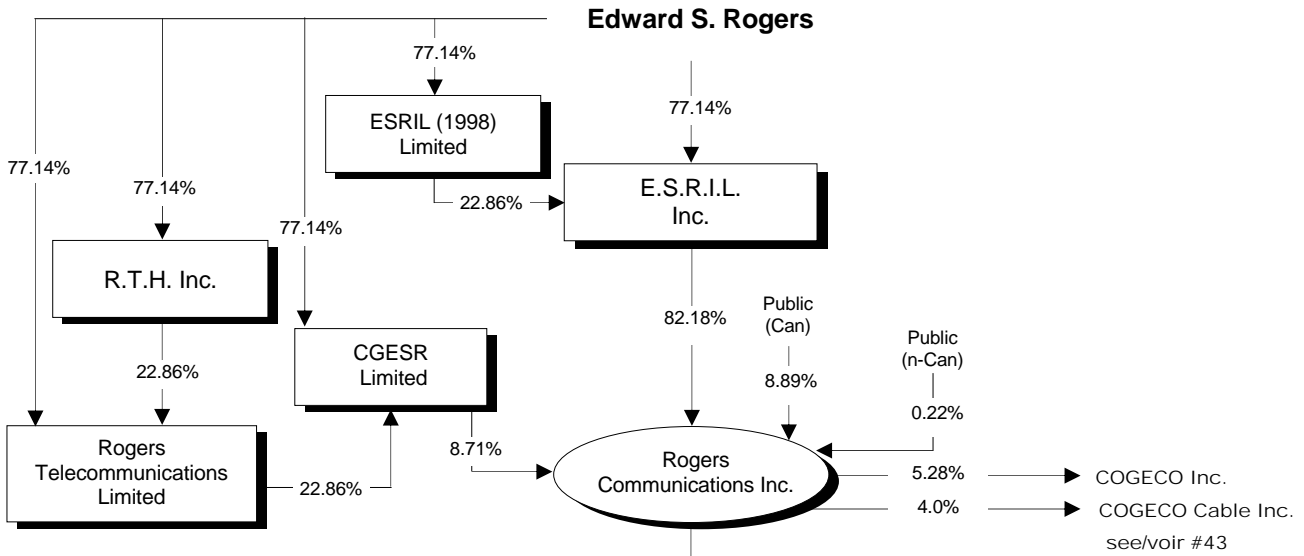 Edward S. Rogers
77.14%
ESRIL (1998)
Limited
77.14%
77.14%
77.14%
22.86%
E.S.R.I.L.
Inc.
77.14%
R.T.H. Inc.
82.18%
Public
(Can)
Public
(n-Can)
CGESR
Limited
22.86%
8.89%
0.22%
Rogers
Telecommunications
Limited
22.86%
8.71%
Rogers
Communications Inc.
5.28%
COGECO Inc.
4.0%
COGECO Cable Inc.
see/voir #43